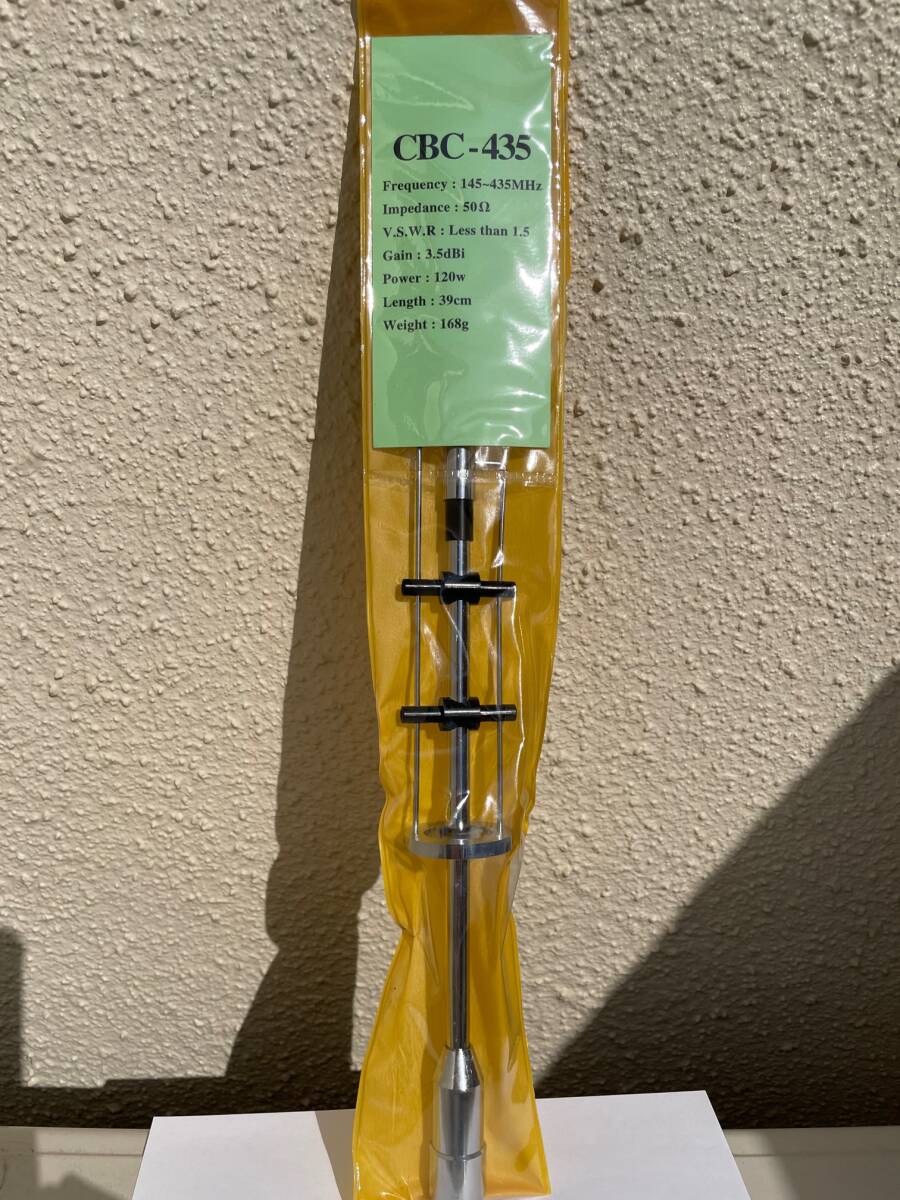 CBC-435
Frequency : 145~435MHz
Impedance : 50Ω
V.S.W.R : Less than 1.5
Gain : 3.5dBi
Power : 120w
Length : 39cm
Weight : 168g